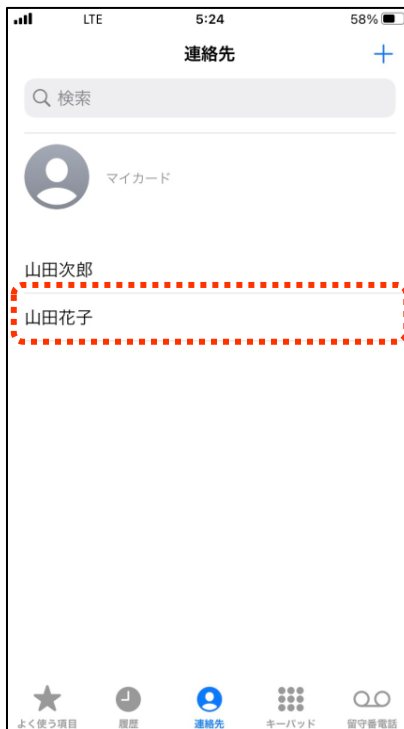 LTE 5:24 58%
連絡先
検索
マイカード
山田次郎
山田花子
よく使う項目 履歴 連絡先 キーパッド 留守番電話